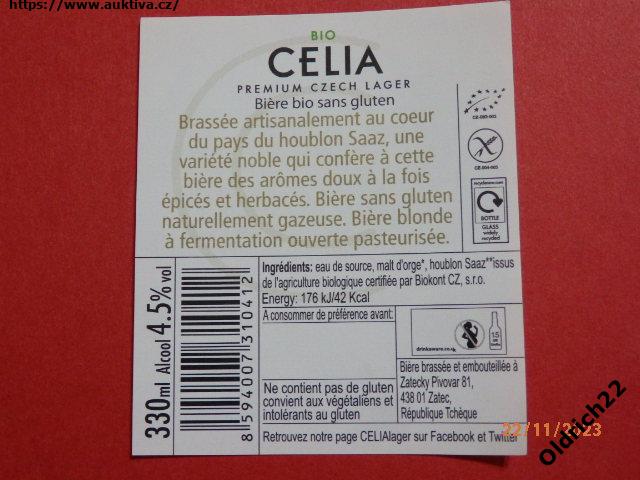 https://www.auktiva.cz/
BIO
CELIA
PREMIUM CZECH LAGER
Bière bio sans gluten
Brassée artisanalement au coeur
du pays du houblon Saaz, une
variété noble qui confère à cette
bière des arômes doux à la fois
épicés et herbacés. Bière sans gluten
naturellement gazeuse. Bière blonde
à fermentation ouverte pasteurisée.
BOTTLE
GLASS
widely
recycled
330ml Alcool 4.5% vol
8 594007 310412
Ingrédients: eau de source, malt d'orge*, houblon Saaz**issus
de l'agriculture biologique certifiée par Biokont CZ, s.r.o.
Energy: 176 kJ/42 Kcal
A consommer de préférence avant:
drinkaware.co.uk
1.5
Ne contient pas de gluten
convient aux végétaliens et
intolérants au gluten
Bière brassée et embouteillée à
Zatecky Pivovar 81,
438 01 Zatec,
République Tchèque
Retrouvez notre page CELIAlager sur Facebook et Twitter
22/11/2023
Oldrich22